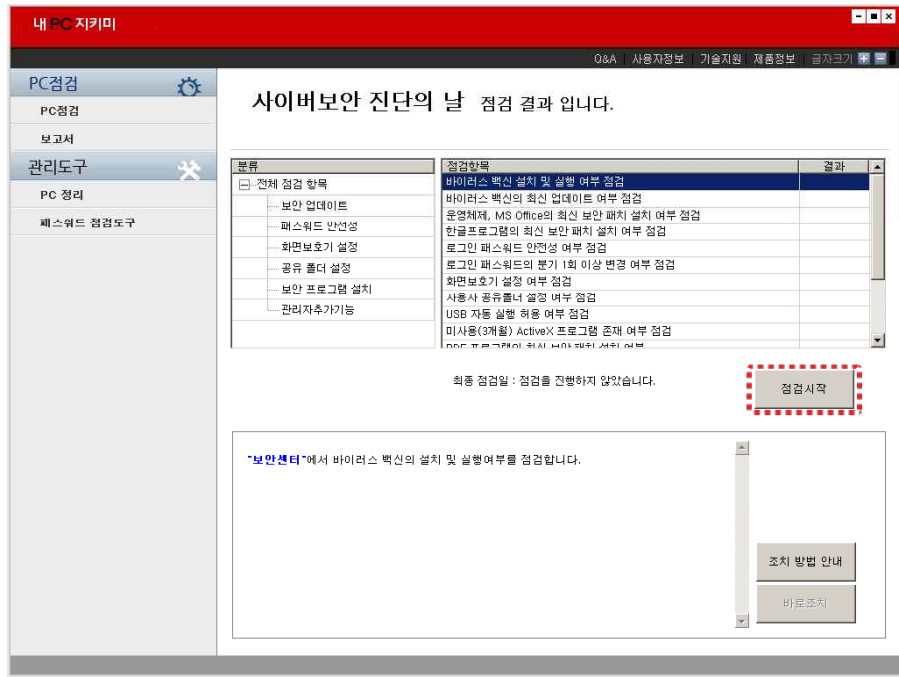 내 PC 지키미
Q&A 사용자정보 기술지원 제품정보 글자크기
PC점검
PC점검
보고서
관리도구
PC 정리
패스워드 점검도구
사이버보안 진단의 날 점검 결과 입니다.
분류
전체 점검 항목
보안 업데이트
패스워드 안전성
화면보호기 설정
공유 폴더 설정
보안 프로그램 설치
관리자추가기능
점검항목 결과
바이러스 백신 설치 및 실행 여부 점검
바이러스 백신의 최신 업데이트 여부 점검
운영체제, MS Office의 최신 보안 패치 설치 여부 점검
한글프로그램의 최신 보안 패치 설치 여부 점검
로그인 패스워드 안전성 여부 점검
로그인 패스워드의 분기 1회 이상 변경 여부 점검
화면보호기 설정 여부 점검
사용자 공유폴더 설정 여부 점검
USB 자동 실행 허용 여부 점검
미사용(3개월) ActiveX 프로그램 존재 여부 점검
PDF 프로그램의 최신 보안 패치 설치 여부
최종 점검일 : 점검을 진행하지 않았습니다.
점검시작
"보안센터"에서 바이러스 백신의 설치 및 실행여부를 점검합니다.
조치 방법 안내
바로조치